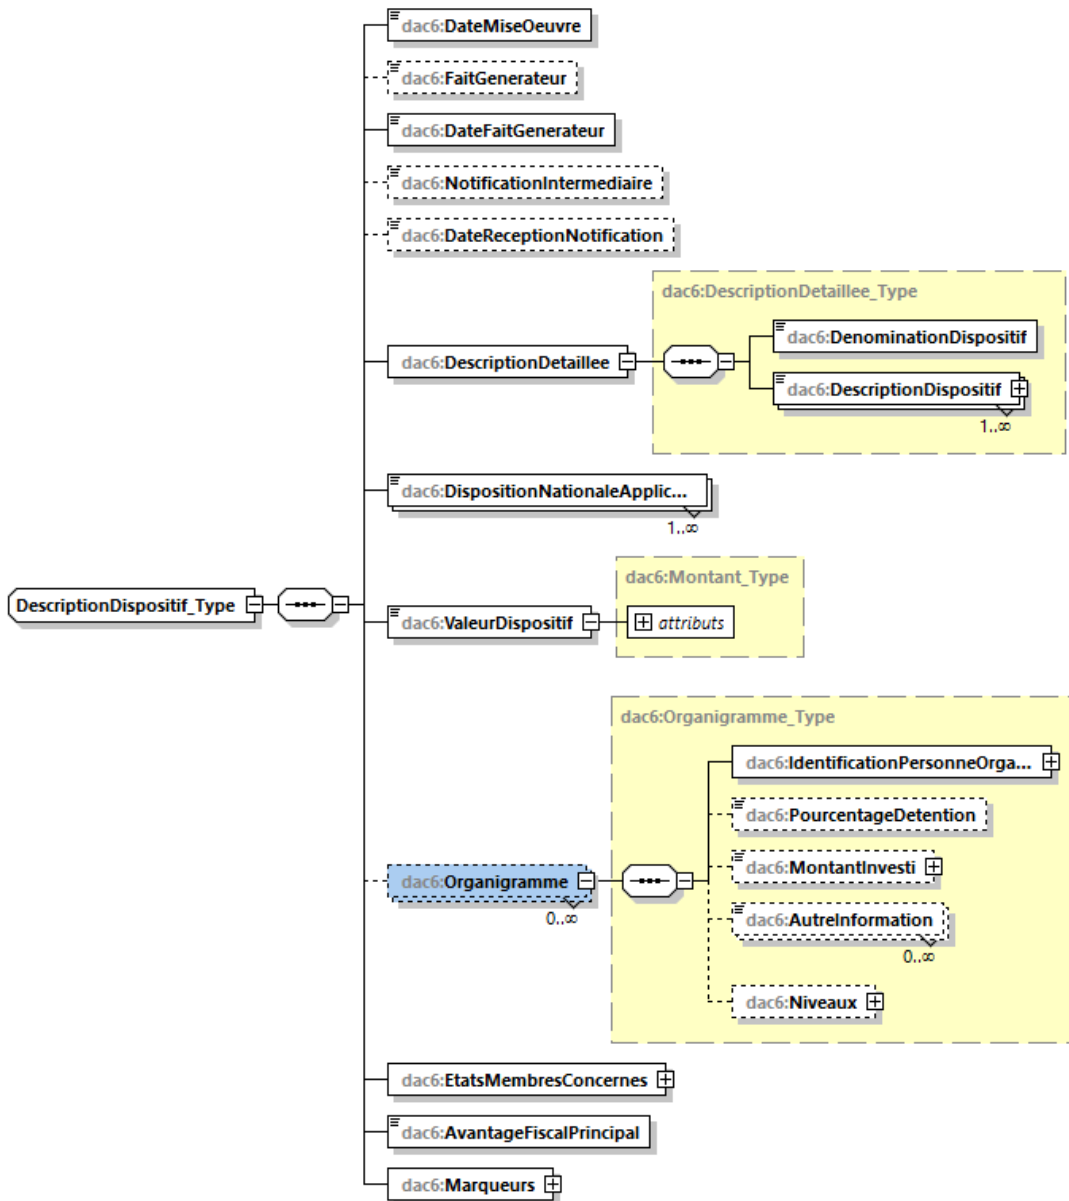 dac6:DateMiseOeuvre
dac6:FaitGenerateur
dac6:DateFaitGenerateur
dac6:NotificationIntermediaire
dac6:DateReceptionNotification
dac6:DescriptionDetaillee_Type
dac6:DenominationDispositif
dac6:DescriptionDetaillee
dac6:DescriptionDispositif
1..∞
dac6:DispositionNationaleApplic...
1..∞
dac6:Montant_Type
DescriptionDispositif_Type
dac6:ValeurDispositif
attributs
dac6:Organigramme_Type
dac6:IdentificationPersonneOrga...
dac6:PourcentageDetention
dac6:MontantInvesti
dac6:Organigramme
0..∞
dac6:AutreInformation
0..∞
dac6:Niveaux
dac6:EtatsMembresConcernes
dac6:AvantageFiscalPrincipal
dac6:Marqueurs